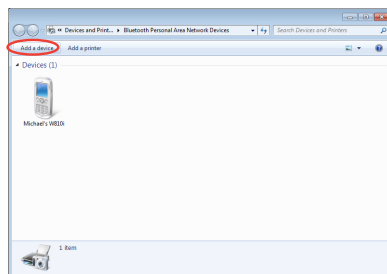 « Devices and Print... ▸ Bluetooth Personal Area Network Devices
Search Devices and Printers
Add a device
Add a printer
Devices (1)
Michael's W810i
1 item